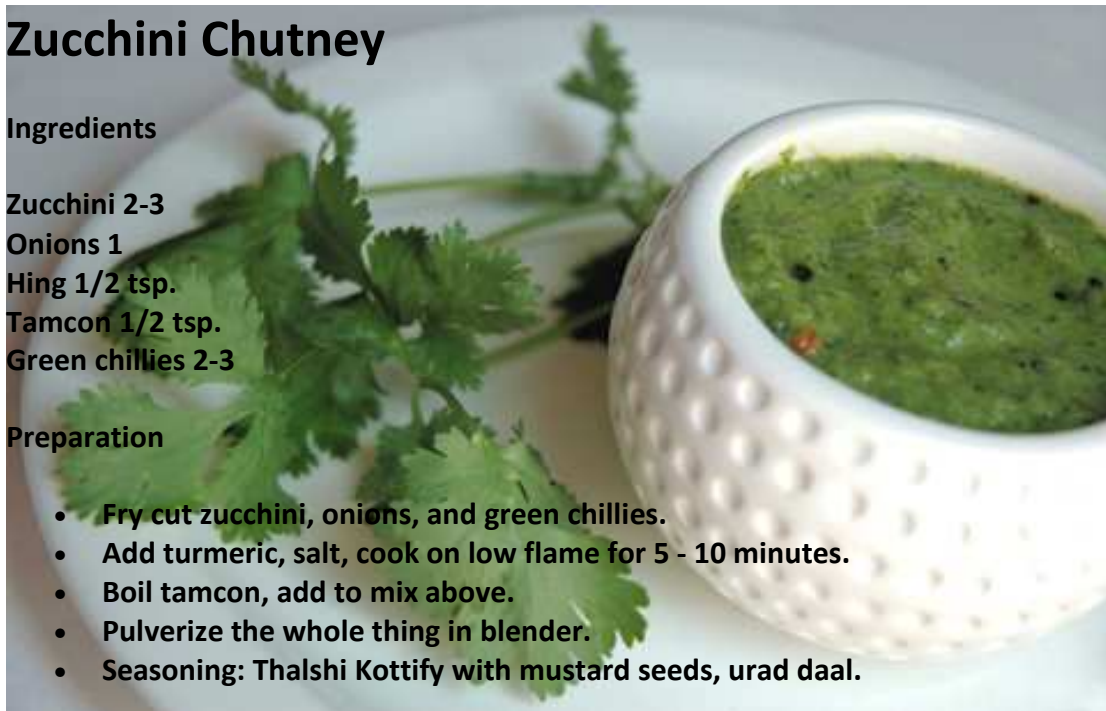 Zucchini Chutney
Ingredients
Zucchini 2-3
Onions 1
Hing 1/2 tsp.
Tamcon 1/2 tsp.
Green chillies 2-3
Preparation
• Fry cut zucchini, onions, and green chillies.
• Add turmeric, salt, cook on low flame for 5 - 10 minutes.
• Boil tamcon, add to mix above.
• Pulverize the whole thing in blender.
• Seasoning: Thalshi Kottify with mustard seeds, urad daal.